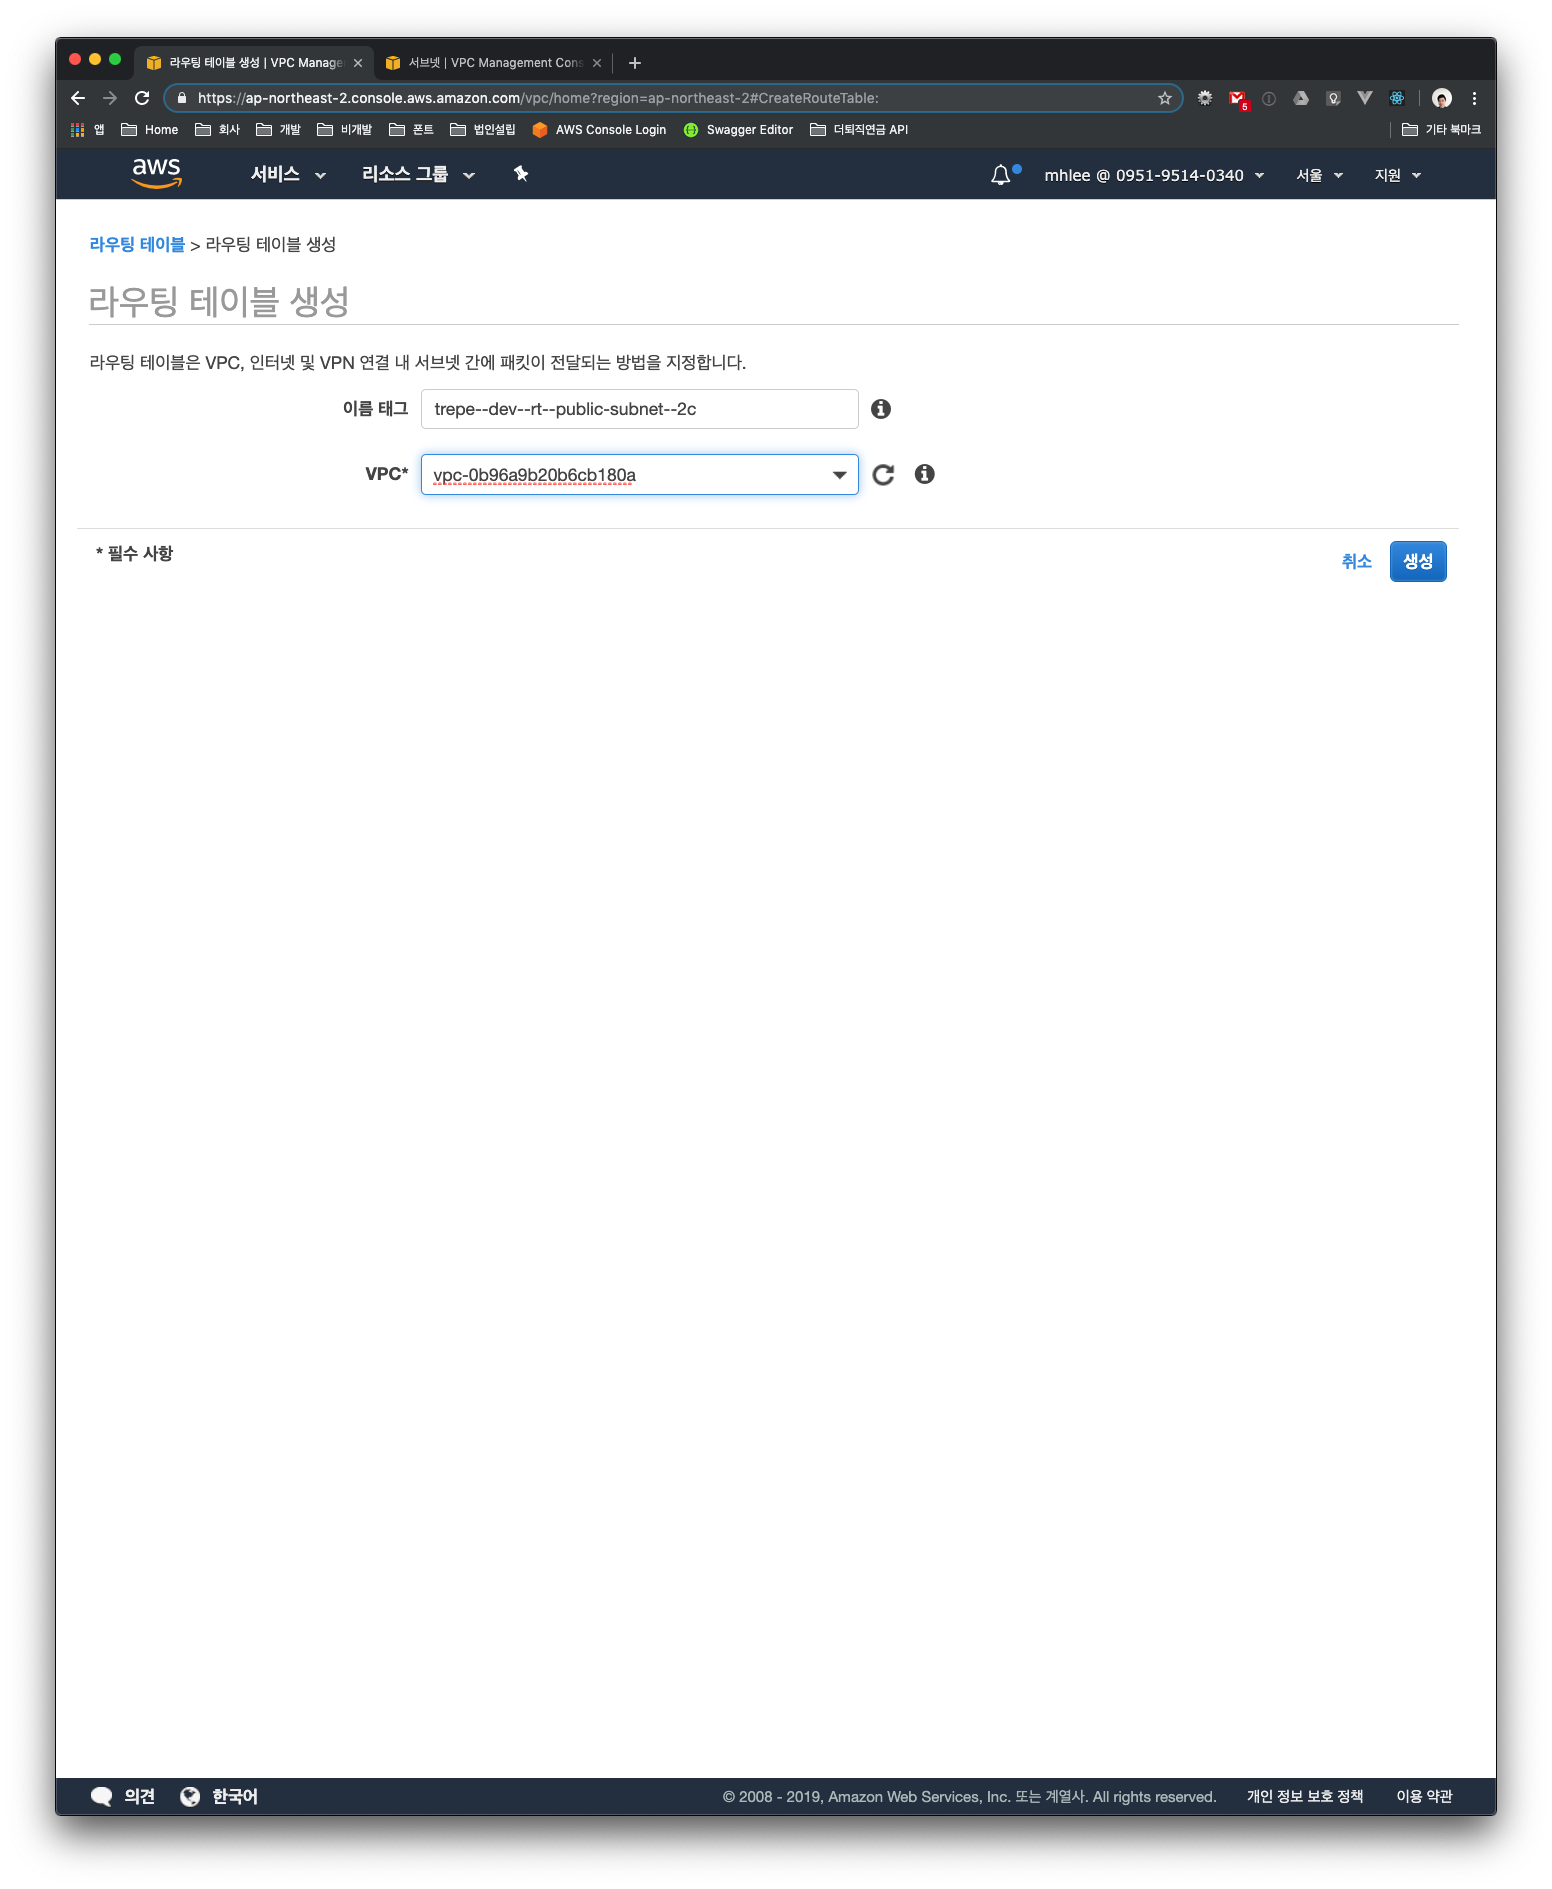 라우팅 테이블 생성 | VPC Manage
서브넷 | VPC Management Cons
https://ap-northeast-2.console.aws.amazon.com/vpc/home?region=ap-northeast-2#CreateRouteTable:
5
앱 Home 회사 개발 비개발 폰트 법인설립 AWS Console Login Swagger Editor 더퇴직연금 API 기타 북마크
aws 서비스 리소스 그룹 mhlee @ 0951-9514-0340 서울 지원
라우팅 테이블 > 라우팅 테이블 생성
라우팅 테이블 생성
라우팅 테이블은 VPC, 인터넷 및 VPN 연결 내 서브넷 간에 패킷이 전달되는 방법을 지정합니다.
이름 태그 trepe--dev--rt--public-subnet--2c
VPC* vpc-0b96a9b20b6cb180a
* 필수 사항 취소 생성
의견 한국어 © 2008 - 2019, Amazon Web Services, Inc. 또는 계열사. All rights reserved. 개인 정보 보호 정책 이용 약관